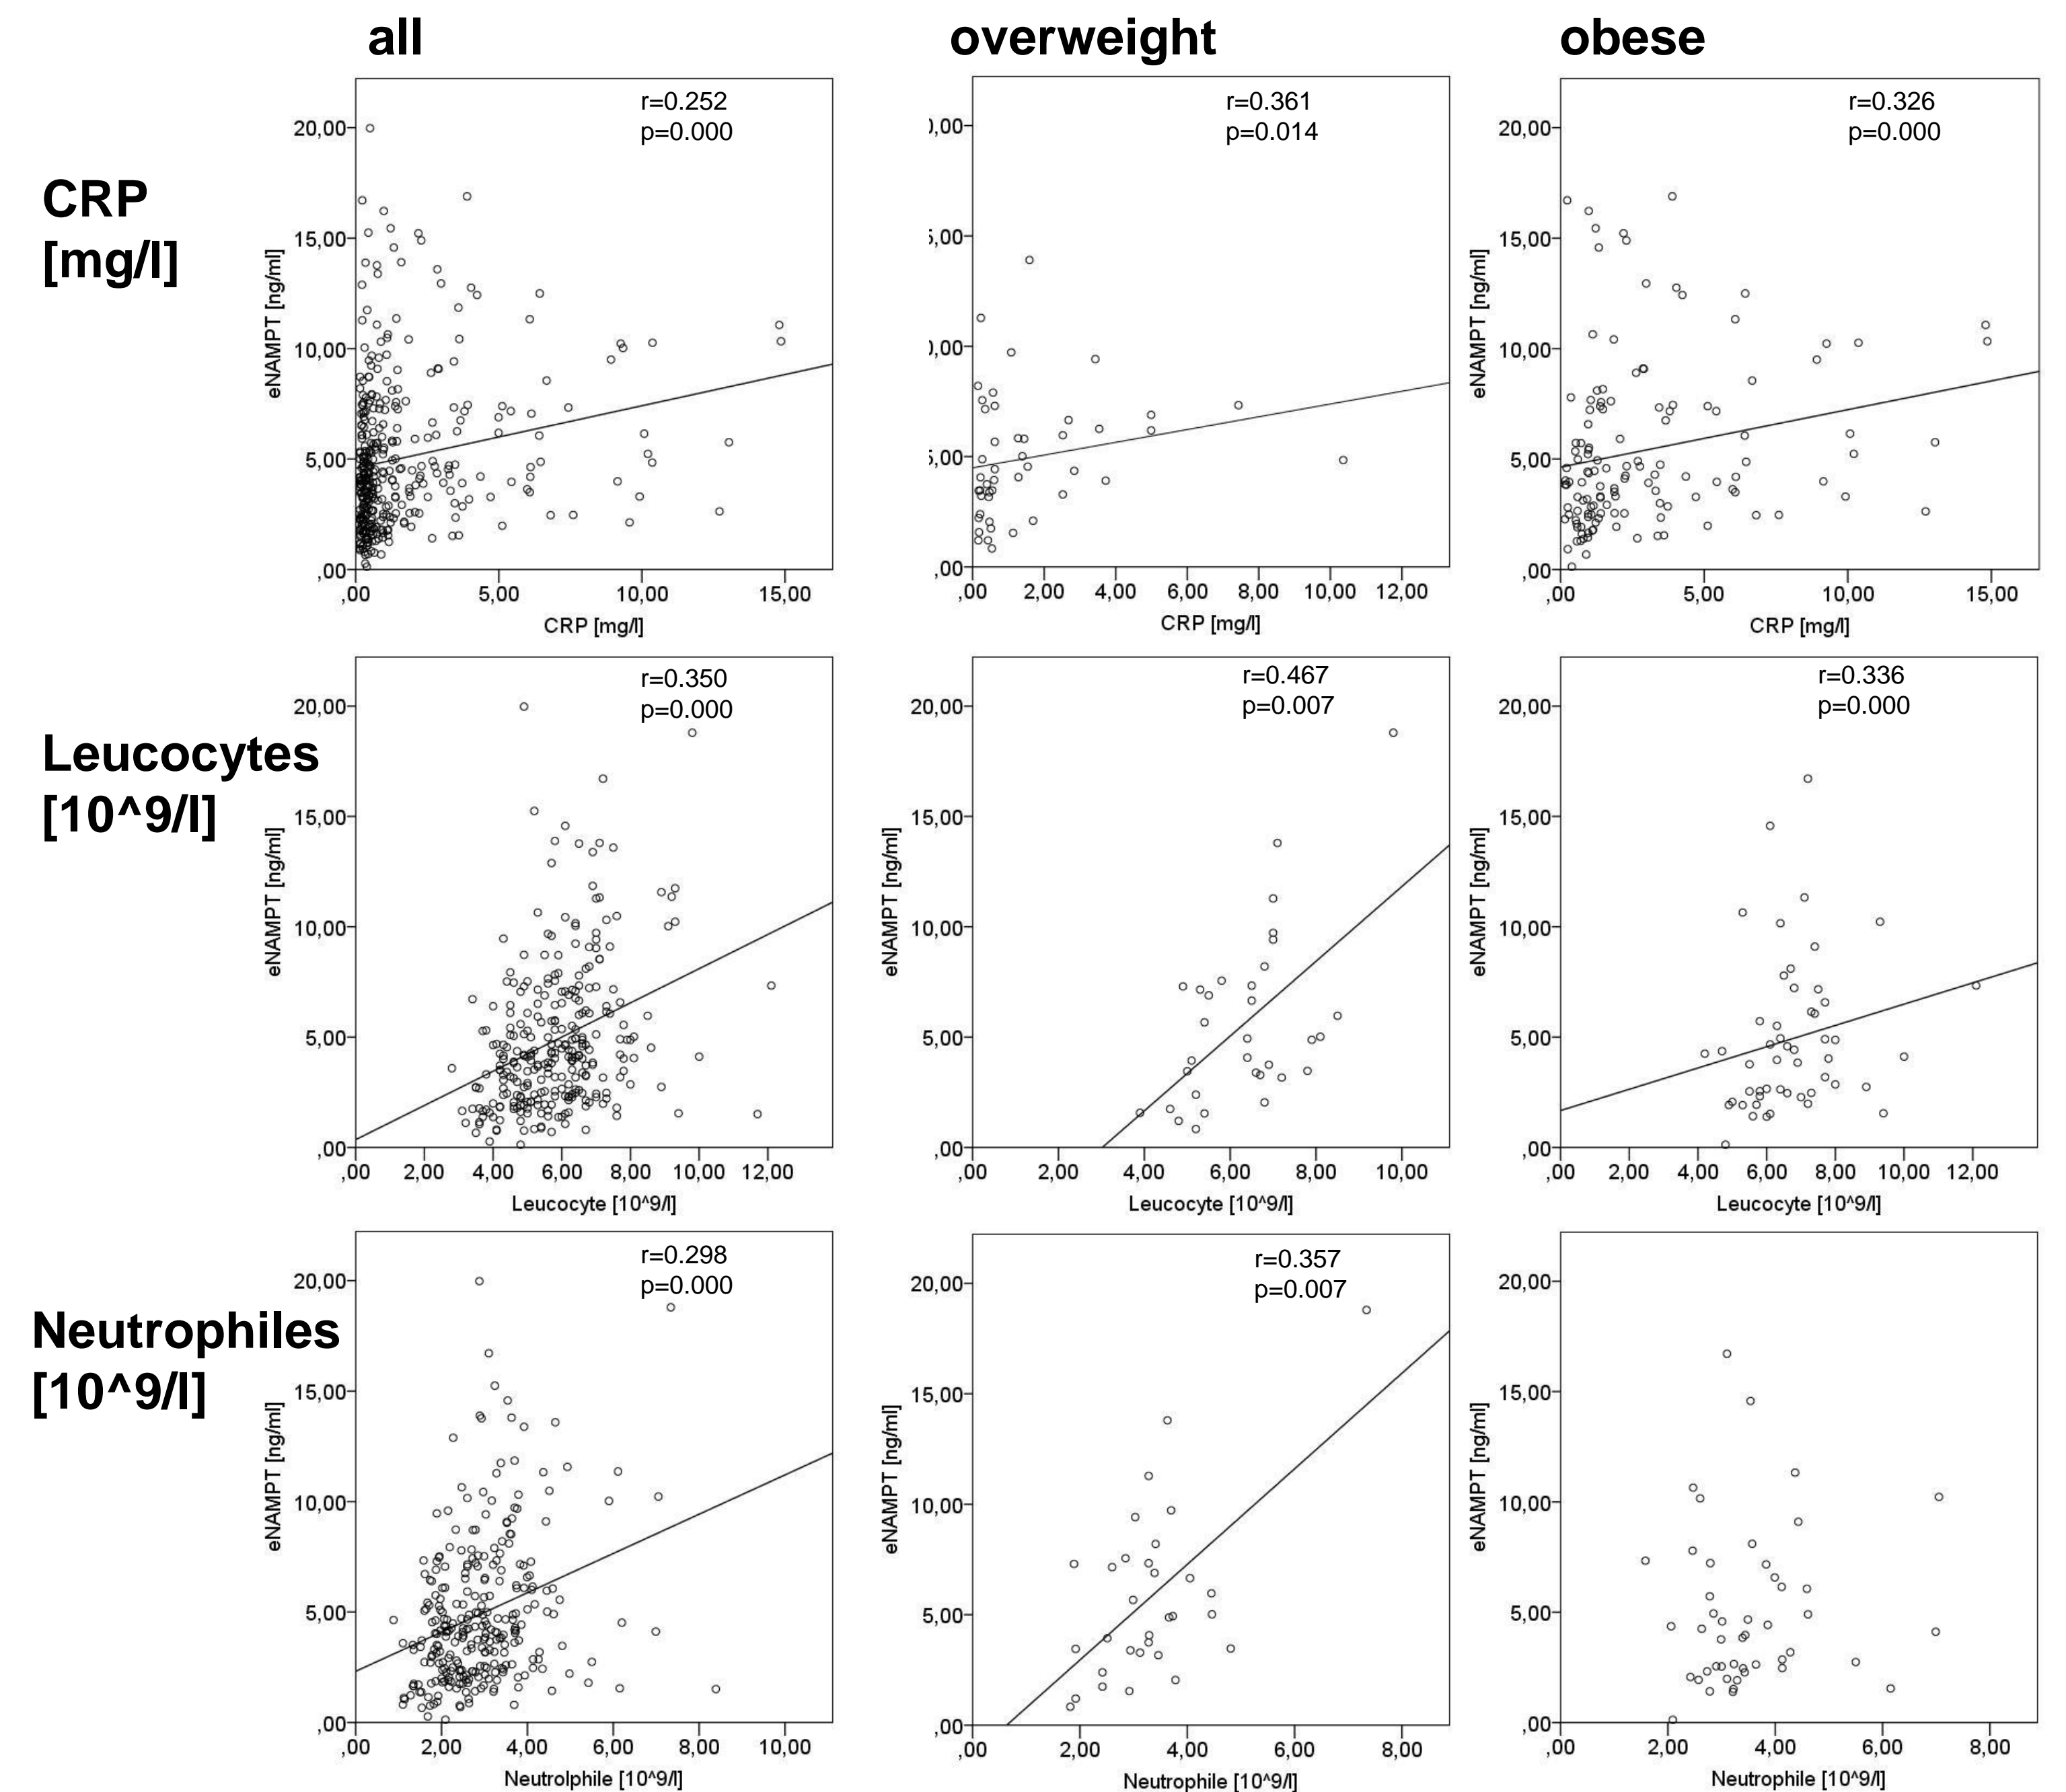 all overweight obese
CRP
[mg/l]
r=0.252
p=0.000
eNAMPT [ng/ml]
20,00
15,00
10,00
5,00
,00
,00 5,00 10,00 15,00
CRP [mg/l]
r=0.361
p=0.014
0,00
5,00
0,00
5,00
,00
,00 2,00 4,00 6,00 8,00 10,00 12,00
CRP [mg/l]
r=0.326
p=0.000
eNAMPT [ng/ml]
20,00
15,00
10,00
5,00
,00
,00 5,00 10,00 15,00
CRP [mg/l]
Leucocytes
[10^9/l]
r=0.350
p=0.000
eNAMPT [ng/ml]
20,00
15,00
10,00
5,00
,00
,00 2,00 4,00 6,00 8,00 10,00 12,00
Leucocyte [10^9/l]
r=0.467
p=0.007
eNAMPT [ng/ml]
20,00
15,00
10,00
5,00
,00
,00 2,00 4,00 6,00 8,00 10,00
Leucocyte [10^9/l]
r=0.336
p=0.000
eNAMPT [ng/ml]
20,00
15,00
10,00
5,00
,00
,00 2,00 4,00 6,00 8,00 10,00 12,00
Leucocyte [10^9/l]
Neutrophiles
[10^9/l]
r=0.298
p=0.000
eNAMPT [ng/ml]
20,00
15,00
10,00
5,00
,00
,00 2,00 4,00 6,00 8,00 10,00
Neutrolphile [10^9/l]
r=0.357
p=0.007
eNAMPT [ng/ml]
20,00
15,00
10,00
5,00
,00
,00 2,00 4,00 6,00 8,00
Neutrophile [10^9/l]
eNAMPT [ng/ml]
20,00
15,00
10,00
5,00
,00
,00 2,00 4,00 6,00 8,00
Neutrophile [10^9/l]